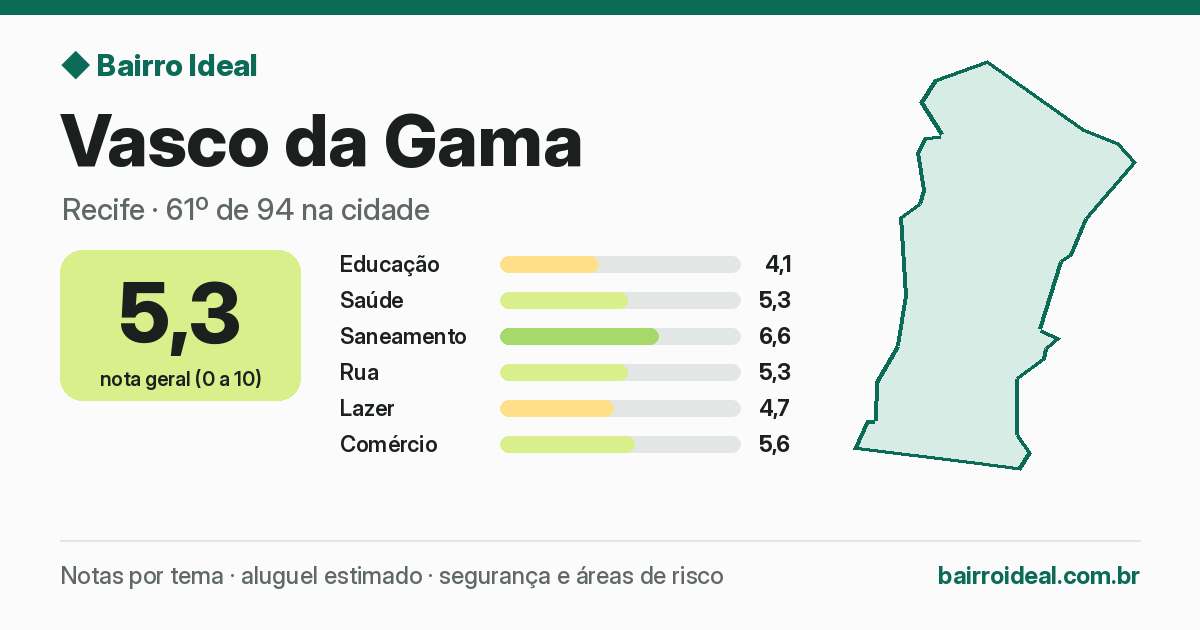 Bairro Ideal
Vasco da Gama
Recife · 61º de 94 na cidade
5,3
nota geral (0 a 10)
Educação 4,1
Saúde 5,3
Saneamento 6,6
Rua 5,3
Lazer 4,7
Comércio 5,6
Notas por tema · aluguel estimado · segurança e áreas de risco
bairroideal.com.br